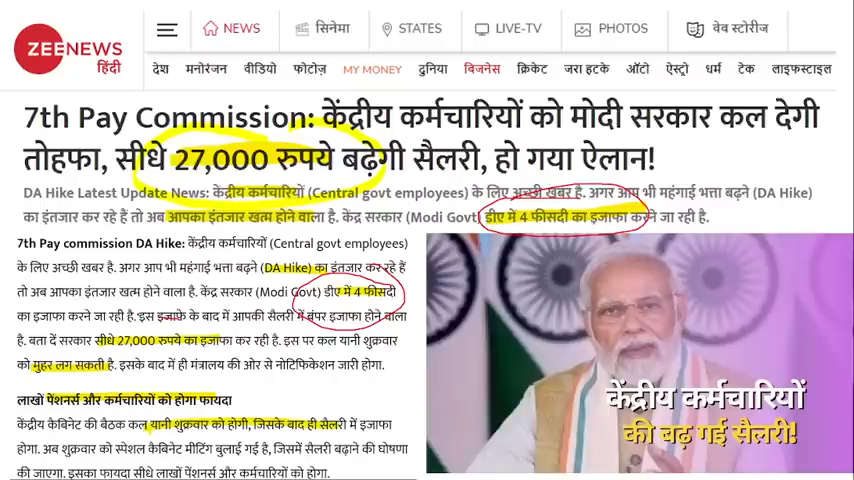 ZEENEWS
हिंदी
NEWS
सिनेमा
STATES
LIVE-TV
PHOTOS
वेब स्टोरीज
देश मनोरंजन वीडियो फोटोज़ MY MONEY दुनिया बिजनेस क्रिकेट जरा हटके ऑटो ऐस्ट्रो धर्म टेक लाइफस्टाइल
7th Pay Commission: केंद्रीय कर्मचारियों को मोदी सरकार कल देगी
तोहफा, सीधे 27,000 रुपये बढ़ेगी सैलरी, हो गया ऐलान!
DA Hike Latest Update News: केंद्रीय कर्मचारियों (Central govt employees) के लिए अच्छी खबर है. अगर आप भी महंगाई भत्ता बढ़ने (DA Hike)
का इंतजार कर रहे हैं तो अब आपका इंतजार खत्म होने वाला है. केंद्र सरकार (Modi Govt) डीए में 4 फीसदी का इजाफा करने जा रही है.
7th Pay commission DA Hike: केंद्रीय कर्मचारियों (Central govt employees)
के लिए अच्छी खबर है. अगर आप भी महंगाई भत्ता बढ़ने (DA Hike) का इंतजार कर रहे हैं
तो अब आपका इंतजार खत्म होने वाला है. केंद्र सरकार (Modi Govt) डीए में 4 फीसदी
का इजाफा करने जा रही है. इस इजाफे के बाद में आपकी सैलरी में बंपर इजाफा होने वाला
है. बता दें सरकार सीधे 27,000 रुपये का इजाफा कर रही है. इस पर कल यानी शुक्रवार
को मुहर लग सकती है. इसके बाद में ही मंत्रालय की ओर से नोटिफिकेशन जारी होगा.
लाखों पेंशनर्स और कर्मचारियों को होगा फायदा
केंद्रीय कैबिनेट की बैठक कल यानी शुक्रवार को होगी, जिसके बाद ही सैलरी में इजाफा
होगा. अब शुक्रवार को स्पेशल कैबिनेट मीटिंग बुलाई गई है, जिसमें सैलरी बढ़ाने की घोषणा
की जाएगा. इसका फायदा सीधे लाखों पेंशनर्स और कर्मचारियों को होगा.
केंद्रीय कर्मचारियों
की बढ़ गई सैलरी!